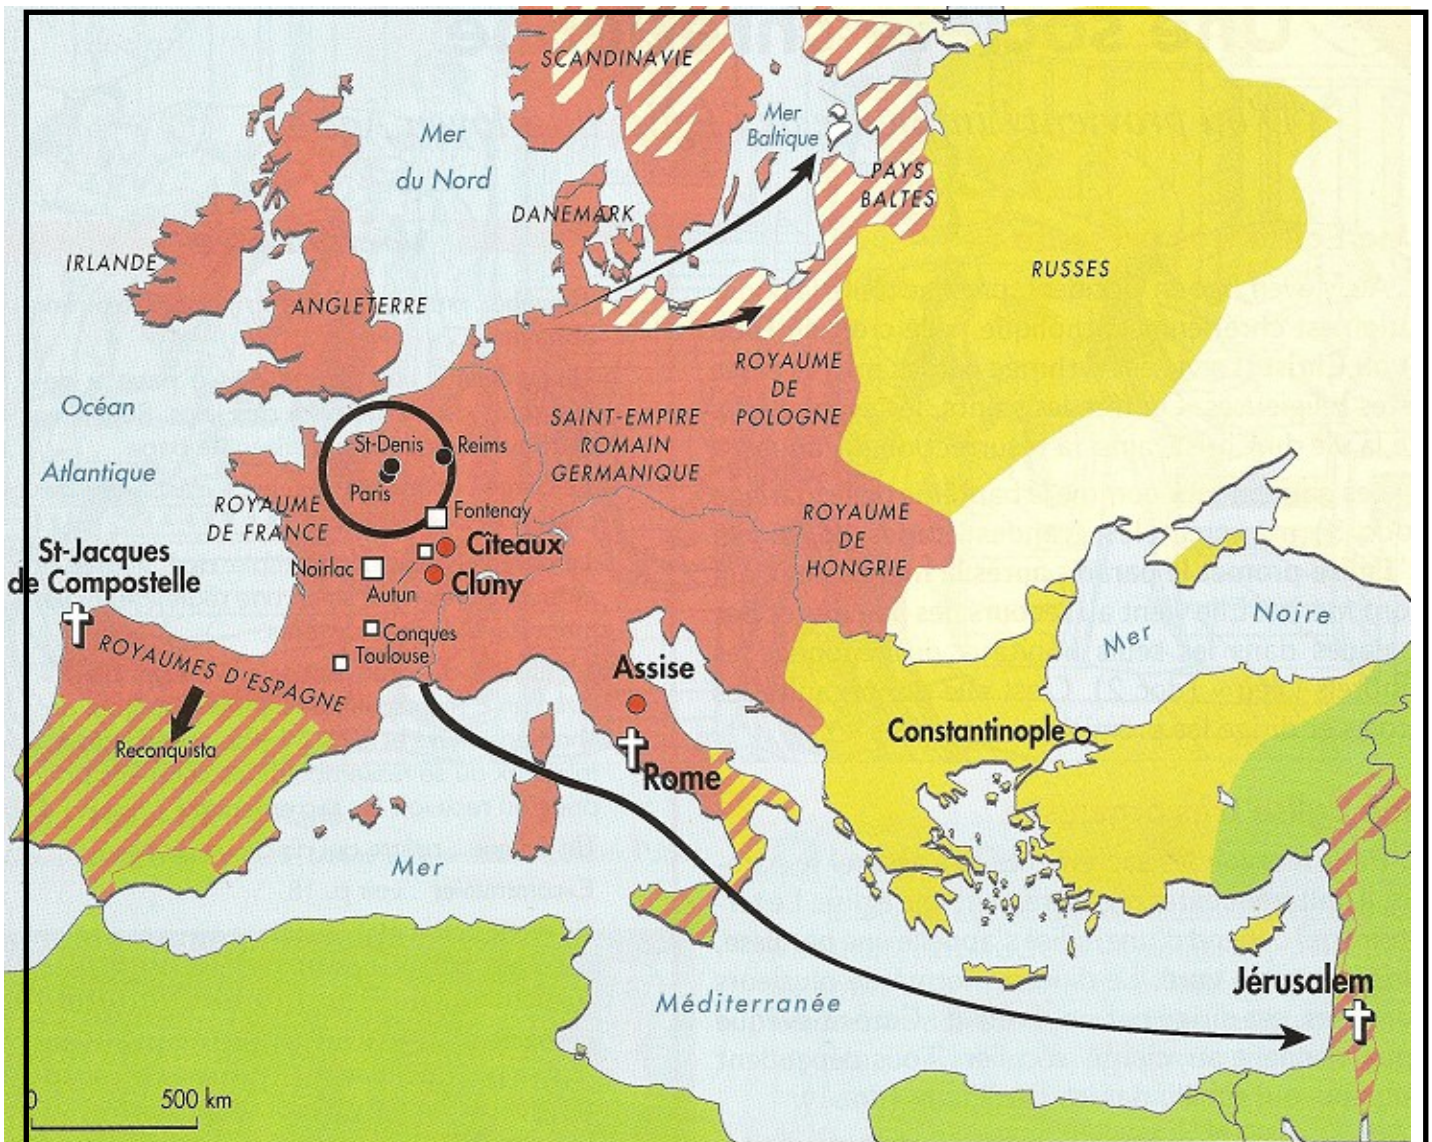 SCANDINAVIE
Mer
du Nord
Mer
Baltique
PAYS
BALTES
DANEMARK
IRLANDE
ANGLETERRE
RUSSES
Océan
Atlantique
ROYAUME
DE
POLOGNE
SAINT-EMPIRE
ROMAIN
GERMANIQUE
St-Denis
Reims
Paris
ROYAUME
DE FRANCE
Fontenay
ROYAUME
DE
HONGRIE
St-Jacques
de Compostelle
Cîteaux
Noirlac
Cluny
Autun
Conques
Toulouse
Mer
Noire
ROYAUMES D'ESPAGNE
Reconquista
Assise
Rome
Constantinople
Mer
Méditerranée
Jérusalem
0
500 km